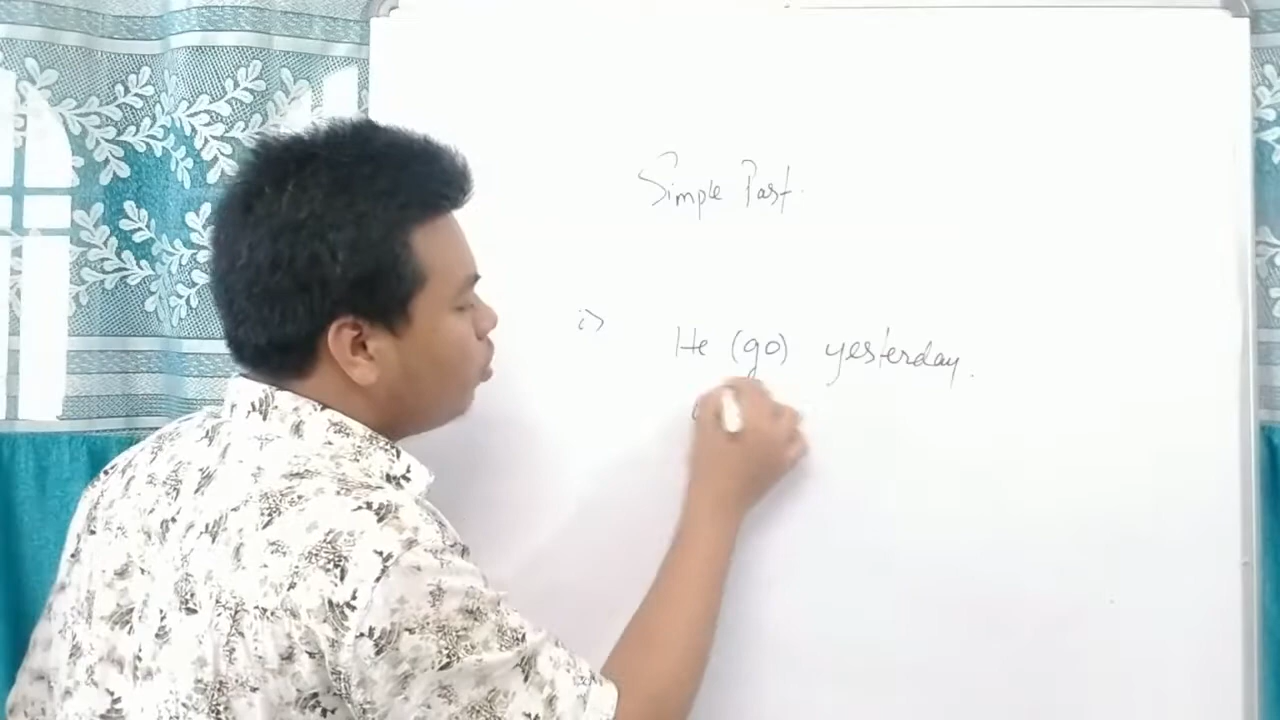 Simple Past.
i> He (go) yesterday.